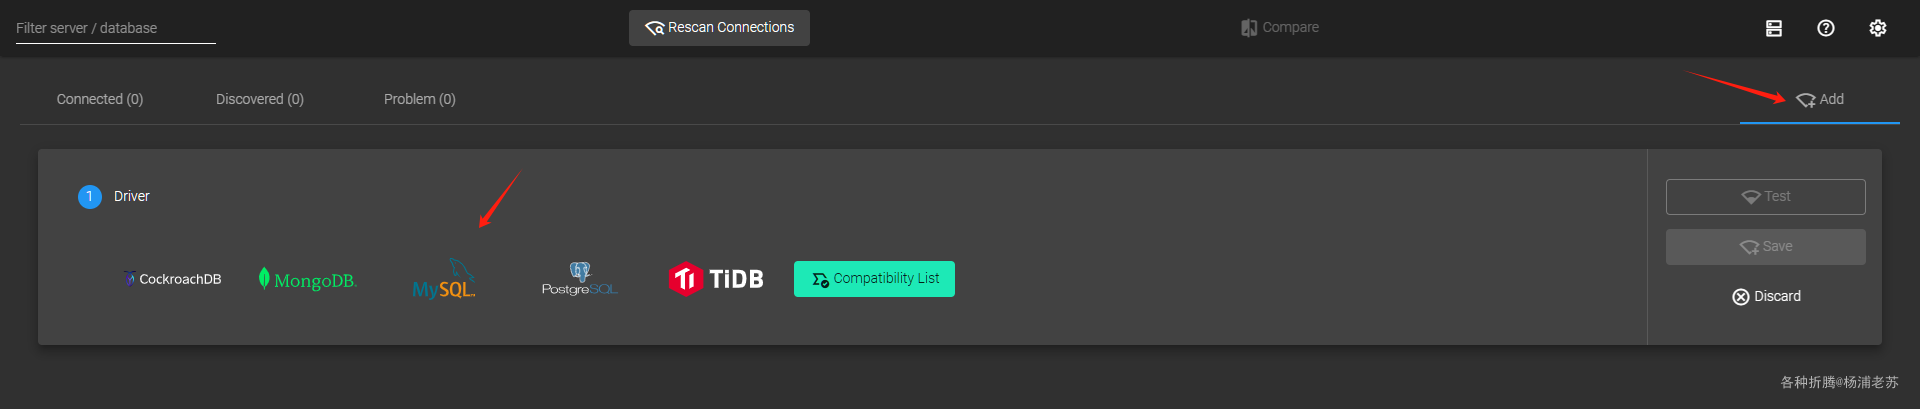 Filter server / database
Rescan Connections
Compare
Connected (0)
Discovered (0)
Problem (0)
Add
1
Driver
Test
CockroachDB
MongoDB.
MySQL
PostgreSQL
TiDB
Compatibility List
Save
Discard
各种折腾@杨浦老苏